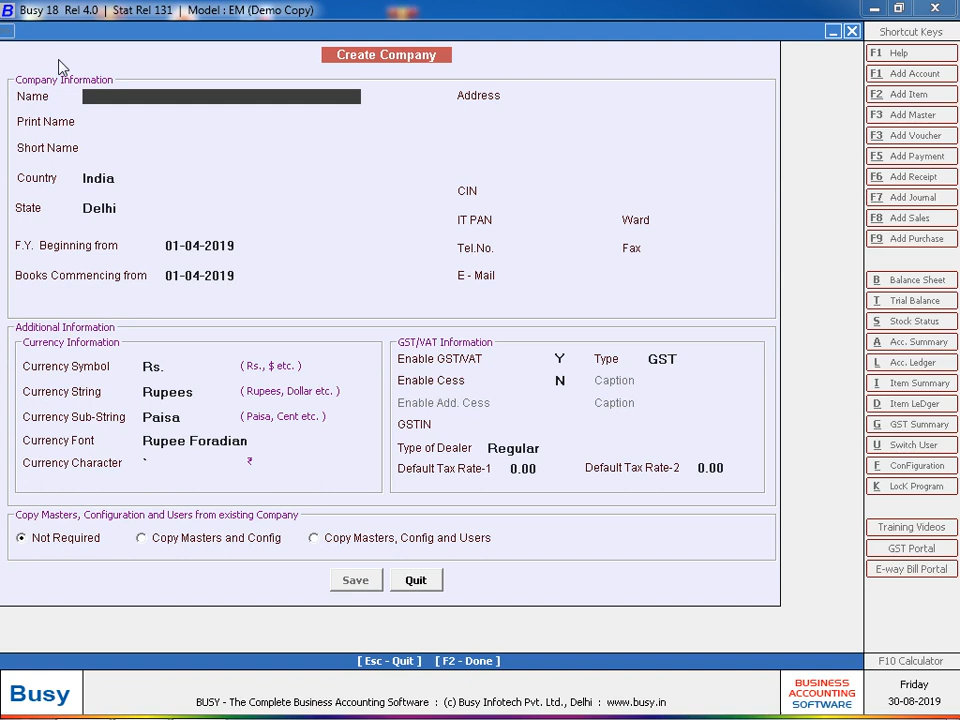 Busy 18 Rel 4.0 | Stat Rel 131 | Model : EM (Demo Copy)
Shortcut Keys
Create Company
Company Information
Name
Print Name
Short Name
Country India
State Delhi
F.Y. Beginning from 01-04-2019
Books Commencing from 01-04-2019
Address
CIN
IT PAN Ward
Tel.No. Fax
E - Mail
Additional Information
Currency Information
Currency Symbol Rs. ( Rs., $ etc. )
Currency String Rupees ( Rupees, Dollar etc. )
Currency Sub-String Paisa ( Paisa, Cent etc. )
Currency Font Rupee Foradian
Currency Character ` ₹
GST/VAT Information
Enable GST/VAT Y Type GST
Enable Cess N Caption
Enable Add. Cess Caption
GSTIN
Type of Dealer Regular
Default Tax Rate-1 0.00 Default Tax Rate-2 0.00
Copy Masters, Configuration and Users from existing Company
Not Required Copy Masters and Config Copy Masters, Config and Users
Save Quit
F1 Help
F1 Add Account
F2 Add Item
F3 Add Master
F3 Add Voucher
F5 Add Payment
F6 Add Receipt
F7 Add Journal
F8 Add Sales
F9 Add Purchase
B Balance Sheet
T Trial Balance
S Stock Status
A Acc. Summary
L Acc. Ledger
I Item Summary
D Item LeDger
G GST Summary
U Switch User
F ConFiguration
K LocK Program
Training Videos
GST Portal
E-way Bill Portal
[ Esc - Quit ] [ F2 - Done ]
F10 Calculator
Busy
BUSY - The Complete Business Accounting Software : (c) Busy Infotech Pvt. Ltd., Delhi : www.busy.in
BUSINESS
ACCOUNTING
SOFTWARE
Friday
30-08-2019